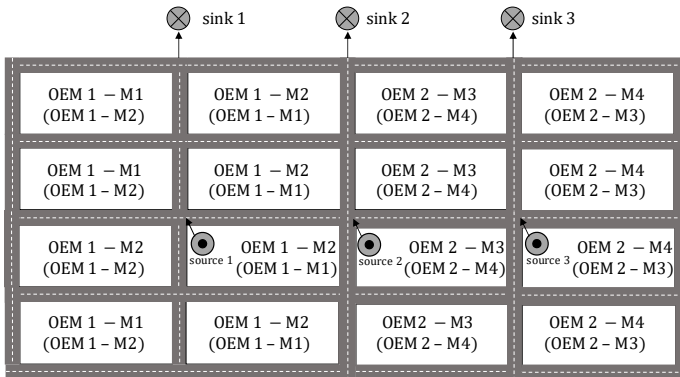 sink 1 sink 2 sink 3
OEM 1 – M1 OEM 1 – M2 OEM 2 – M3 OEM 2 – M4
(OEM 1 – M2) (OEM 1 – M1) (OEM 2 – M4) (OEM 2 – M3)
OEM 1 – M1 OEM 1 – M2 OEM 2 – M3 OEM 2 – M4
(OEM 1 – M2) (OEM 1 – M1) (OEM 2 – M4) (OEM 2 – M3)
OEM 1 – M2 OEM 1 – M2 OEM 2 – M3 OEM 2 – M4
(OEM 1 – M2) source 1 (OEM 1 – M1) source 2 (OEM 2 – M4) source 3 (OEM 2 – M3)
OEM 1 – M1 OEM 1 – M2 OEM2 – M3 OEM 2 – M4
(OEM 1 – M2) (OEM 1 – M1) (OEM 2 – M4) (OEM 2 – M3)